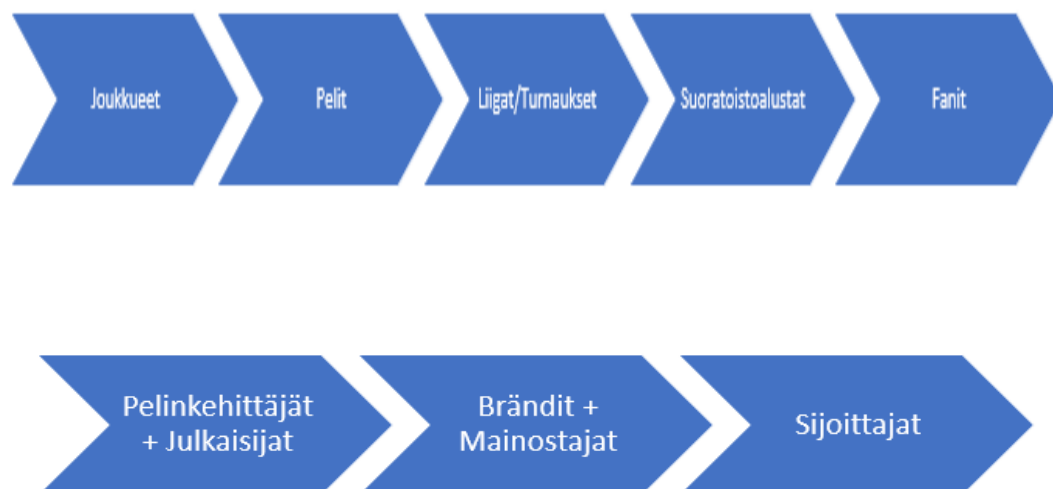 Joukkueet
Pelit
Liigat/Turnaukset
Suoratoistoalustat
Fanit
Pelinkehittäjät
+ Julkaisijat
Brändit +
Mainostajat
Sijoittajat